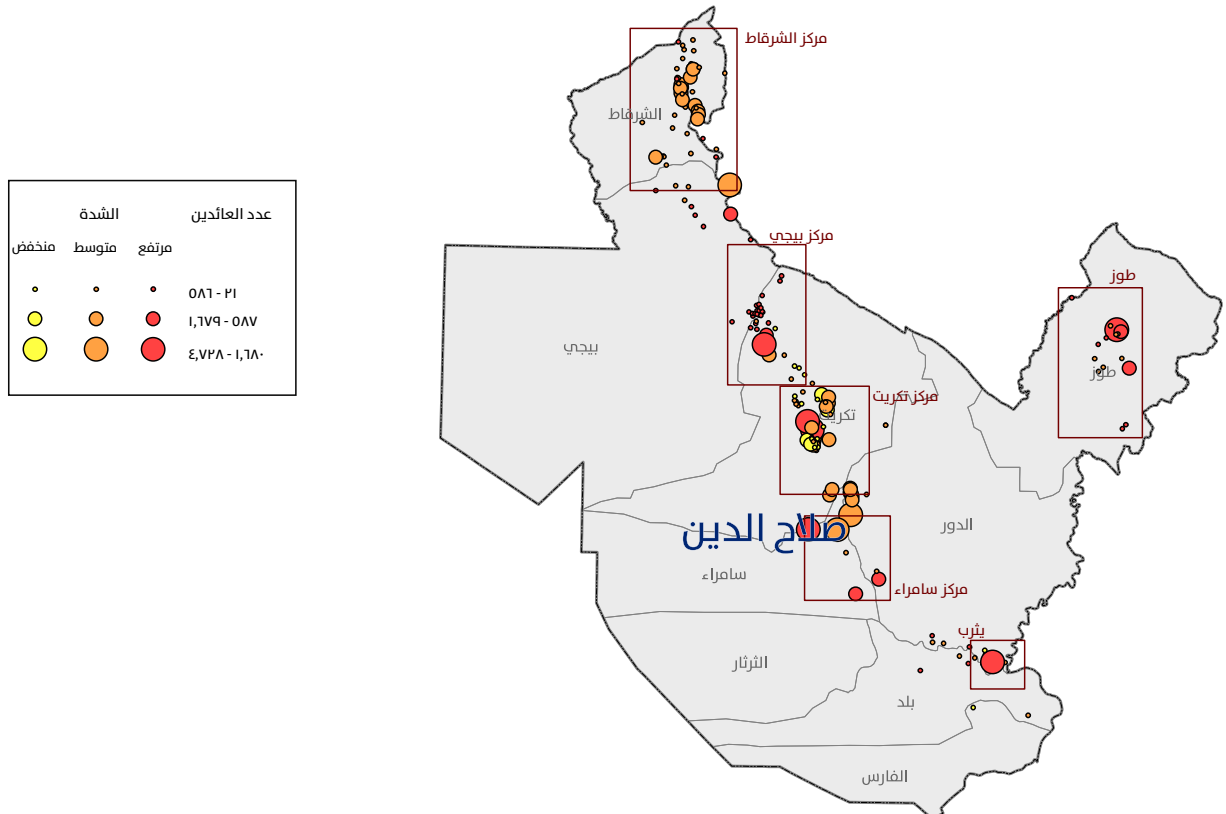 عدد العائدين
الشدة
مرتفع
متوسط
منخفض
٢١ - ٥٨٦
٥٨٧ - ١,٦٧٩
١,٦٨٠ - ٤,٧٢٨
مركز الشرقاط
الشرقاط
مركز بيجي
بيجي
طوز
طوز
مركز تكريت
تكريت
صلاح الدين
الدور
سامراء
مركز سامراء
يثرب
الثرثار
بلد
الفارس